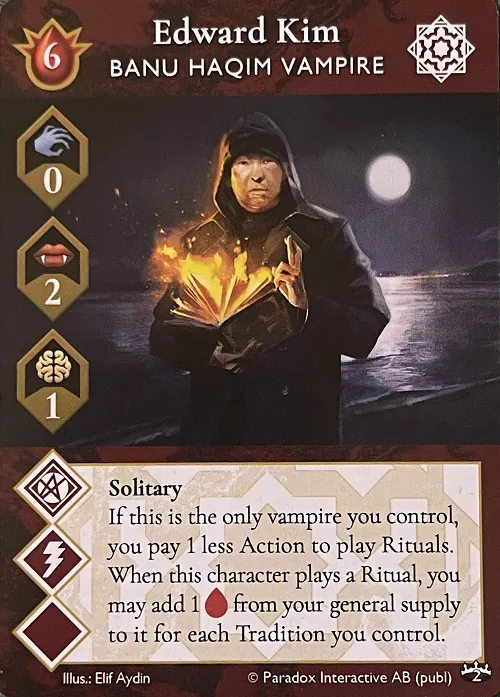 6
Edward Kim
BANU HAQIM VAMPIRE
0
2
1
Solitary
If this is the only vampire you control,
you pay 1 less Action to play Rituals.
When this character plays a Ritual, you
may add 1 from your general supply
to it for each Tradition you control.
Illus.: Elif Aydin
© Paradox Interactive AB (publ)
2